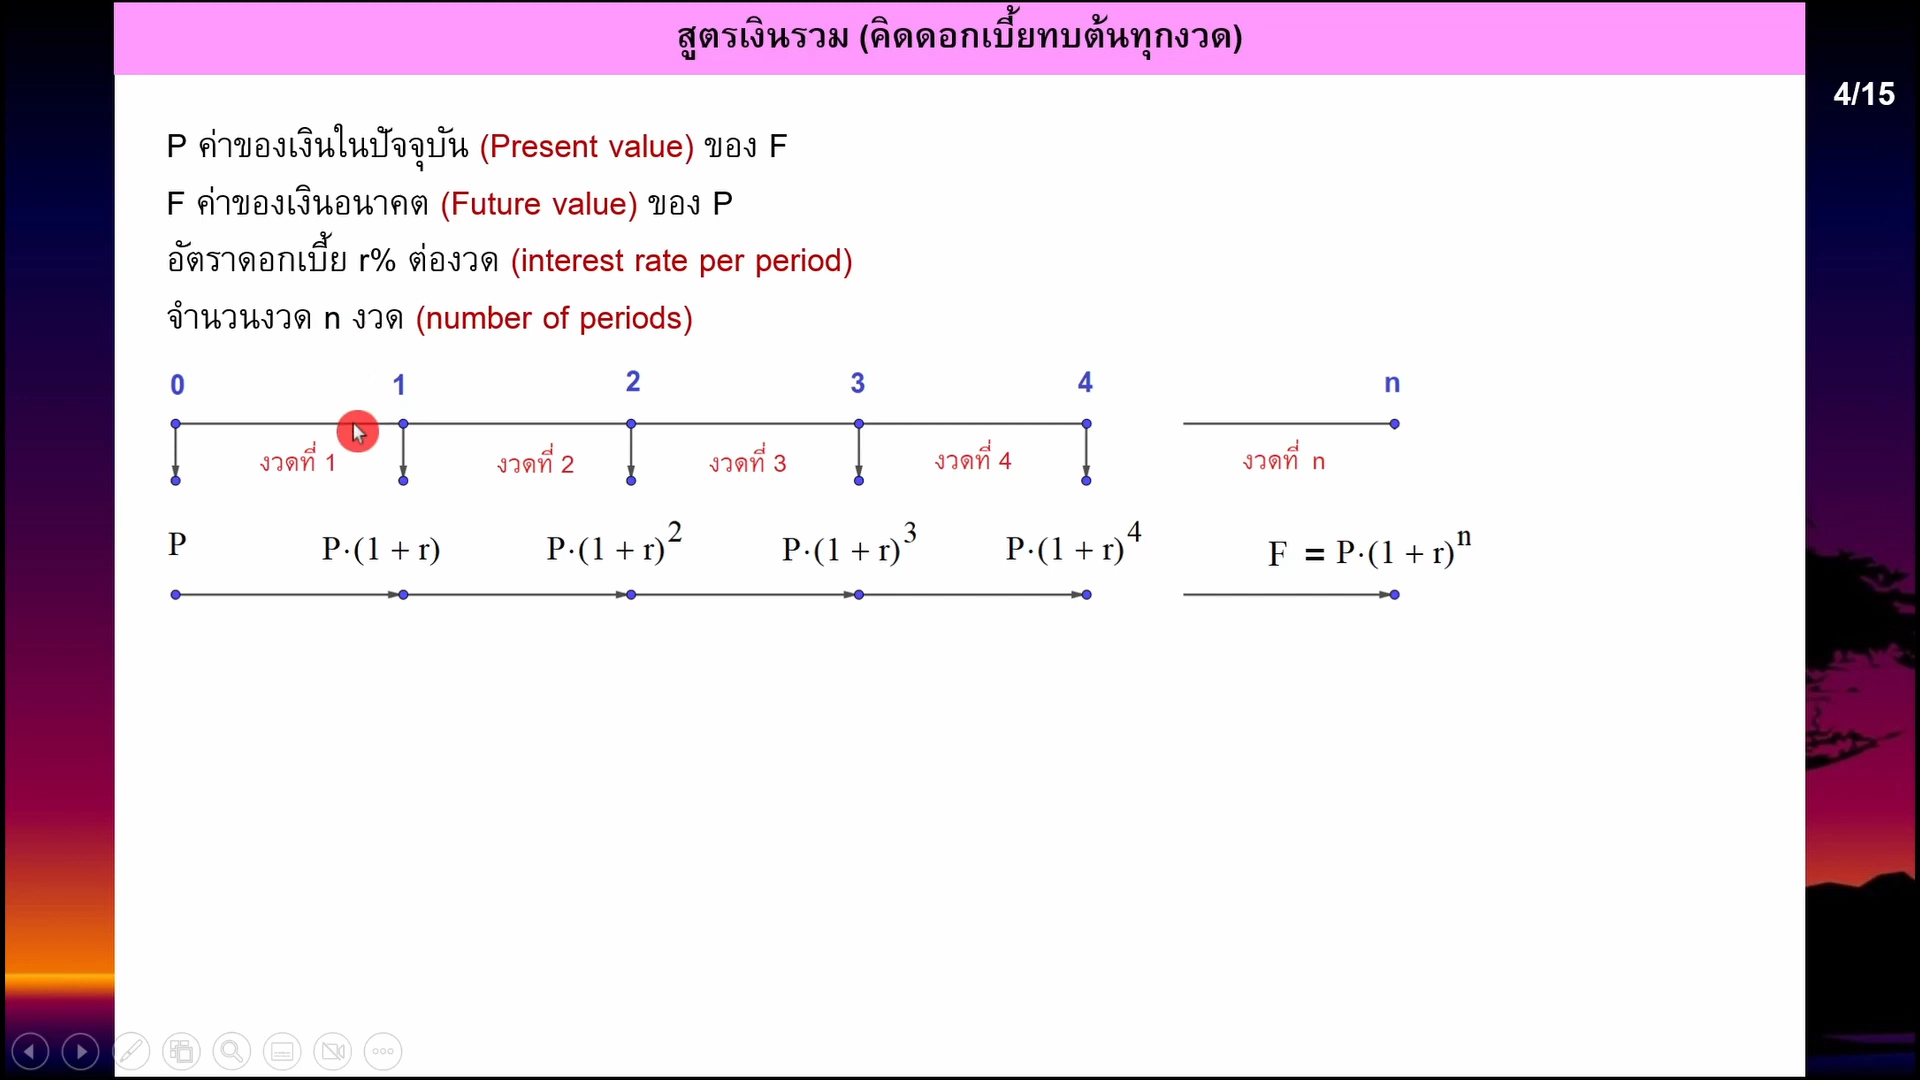 สูตรเงินรวม (คิดดอกเบี้ยทบต้นทุกงวด)
4/15
P ค่าของเงินในปัจจุบัน (Present value) ของ F
F ค่าของเงินอนาคต (Future value) ของ P
อัตราดอกเบี้ย r% ต่องวด (interest rate per period)
จำนวนงวด n งวด (number of periods)
0 1 2 3 4 n
งวดที่ 1 งวดที่ 2 งวดที่ 3 งวดที่ 4 งวดที่ n
P P·(1 + r) P·(1 + r)^2 P·(1 + r)^3 P·(1 + r)^4 F = P·(1 + r)^n